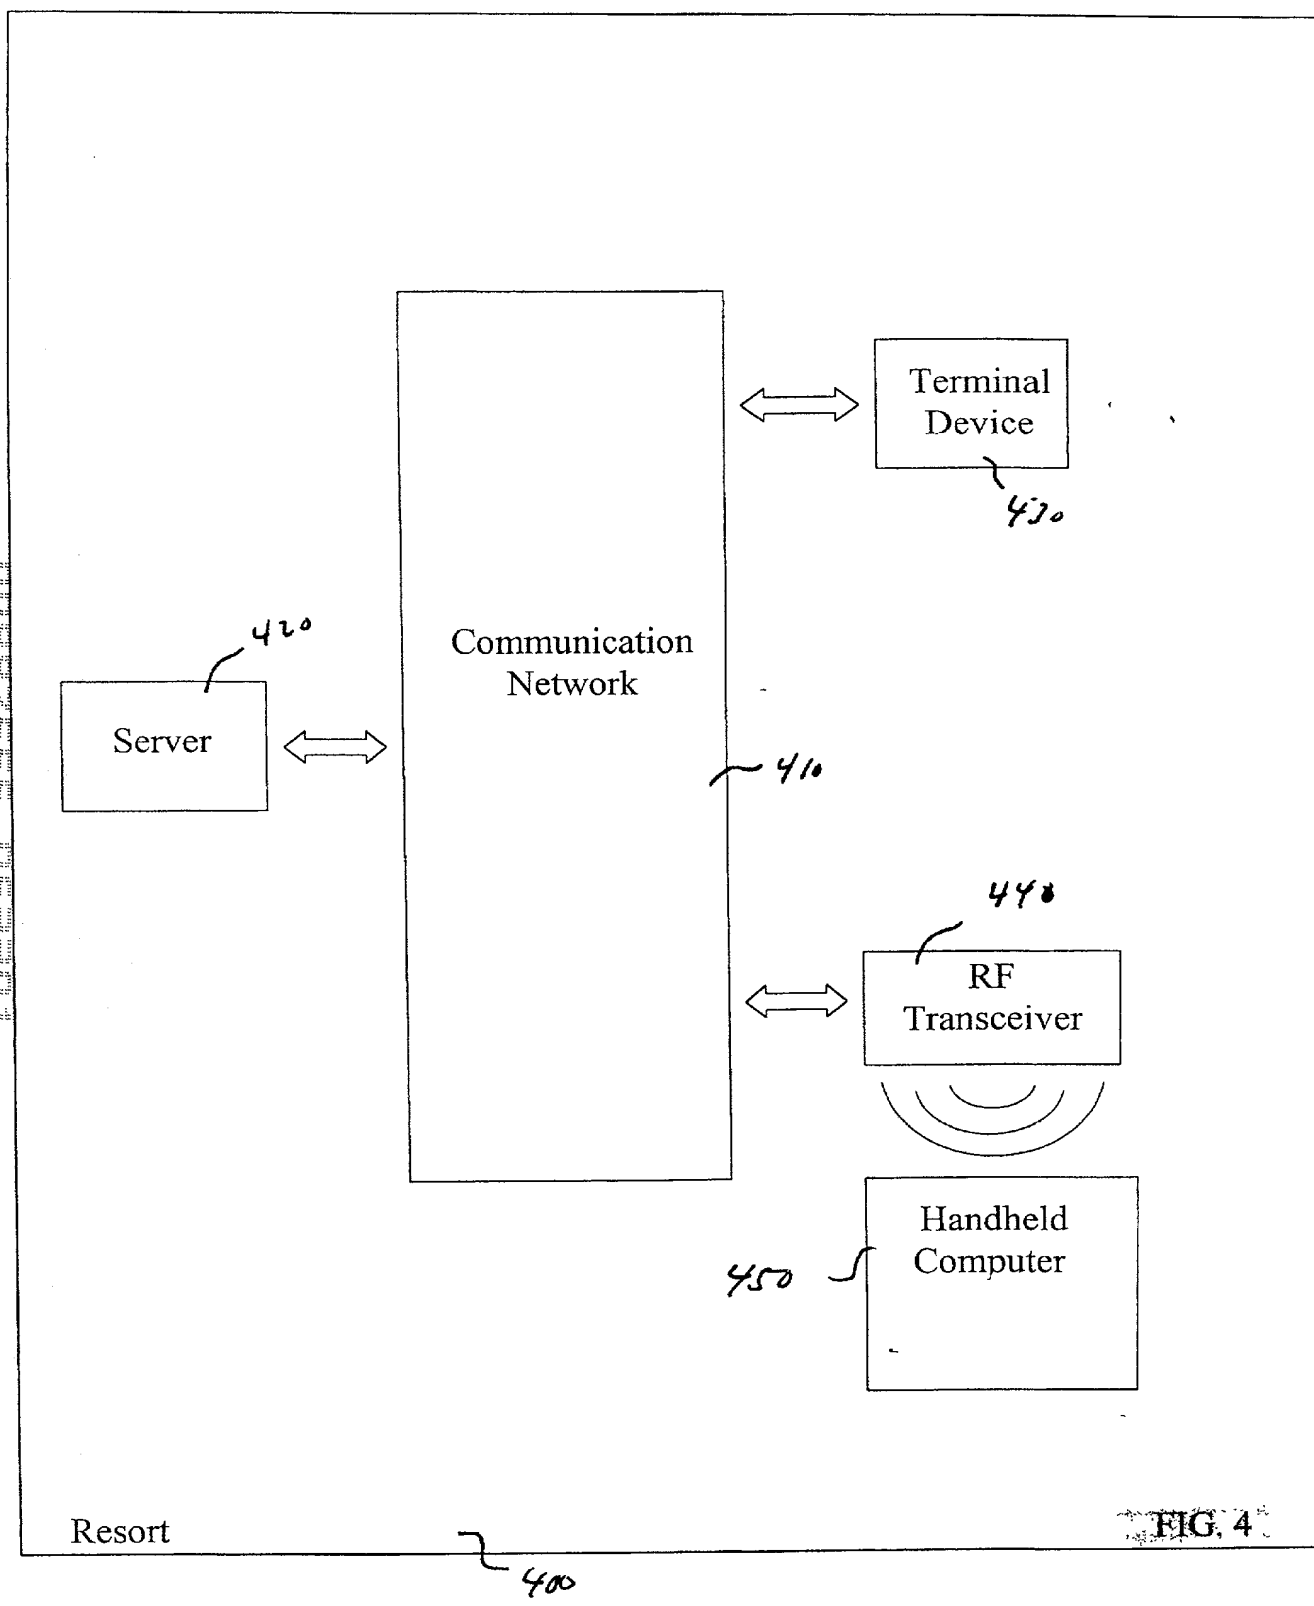 Terminal
Device
430
420
Communication
Network
Server
410
440
RF
Transceiver
Handheld
Computer
450
Resort
FIG. 4
400